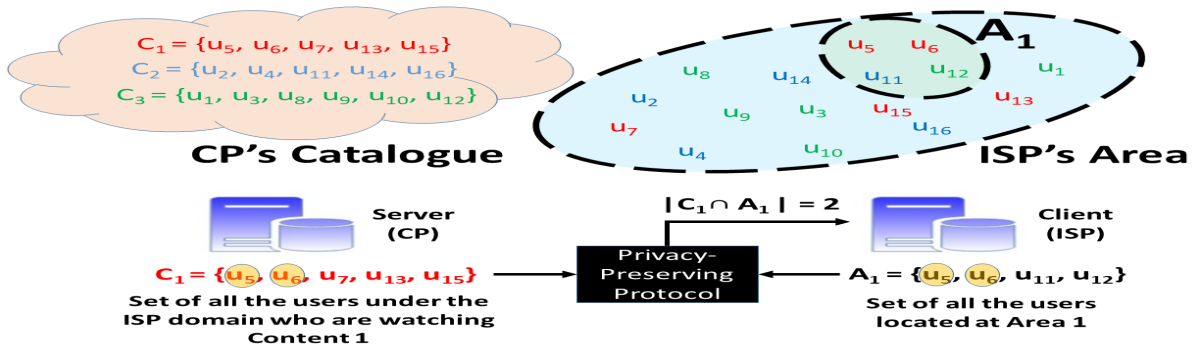 C₁ = {u₅, u₆, u₇, u₁₃, u₁₅}
C₂ = {u₂, u₄, u₁₁, u₁₄, u₁₆}
C₃ = {u₁, u₃, u₈, u₉, u₁₀, u₁₂}
CP's Catalogue
A₁
u₅ u₆
u₈ u₁₄ u₁₁ u₁₂ u₁
u₂ u₉ u₃ u₁₅ u₁₃
u₇ u₁₆
u₄ u₁₀
ISP's Area
Server
(CP)
|C₁∩ A₁| = 2
Client
(ISP)
C₁ = {u₅, u₆, u₇, u₁₃, u₁₅}
Privacy-
Preserving
Protocol
A₁ = {u₅, u₆, u₁₁, u₁₂}
Set of all the users under the
ISP domain who are watching
Content 1
Set of all the users
located at Area 1